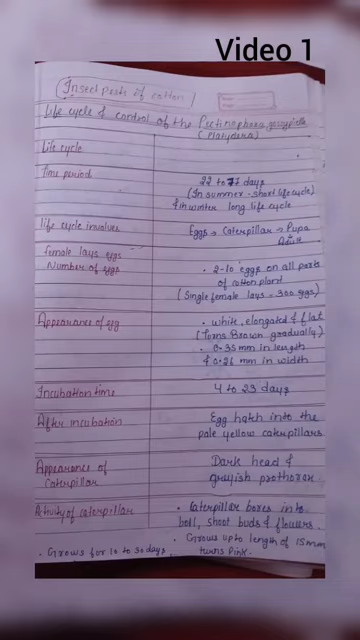 Video 1
Insect pests of cotton
Life cycle & control of the Pectinophora gossypiella
(Platyedra)
Life cycle
Time period
22 to 77 days
(In summer - short life cycle)
& in winter long life cycle
Life cycle involves
Eggs → Caterpillar → Pupa
↓
Adult
Female lays eggs
Number of eggs
• 2-10 eggs on all parts
of cotton plant
(Single female lays = 300 eggs)
Appearance of egg
• white, elongated & flat
(Turns Brown gradually)
• 0.35 mm in length
& 0.26 mm in width
Incubation time
4 to 23 days
After incubation
Egg hatch into the
pale yellow caterpillars
Appearance of
Caterpillar
Dark head &
greyish prothorax
Activity of caterpillar
• Caterpillar bores into
boll, shoot buds & flowers.
• Grows for 10 to 30 days
• Grows upto length of 15mm
turns Pink.